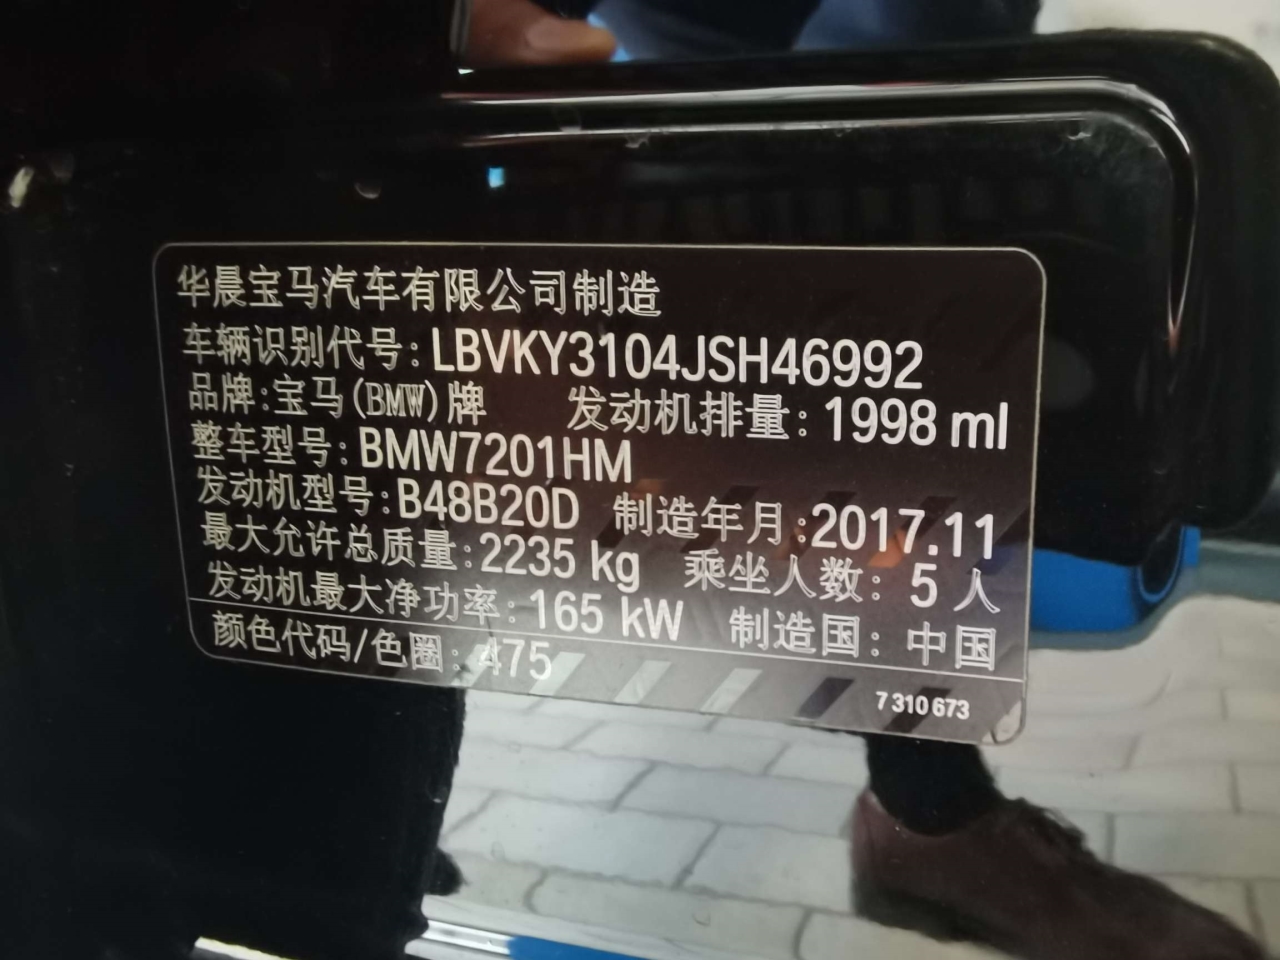 华晨宝马汽车有限公司制造
车辆识别代号:LBVKY3104JSH46992
品牌:宝马(BMW)牌 发动机排量:1998 ml
整车型号:BMW7201HM
发动机型号:B48B20D 制造年月:2017.11
最大允许总质量:2235 kg 乘坐人数:5人
发动机最大净功率:165 kW 制造国:中国
颜色代码/色圈:475
7 310 673